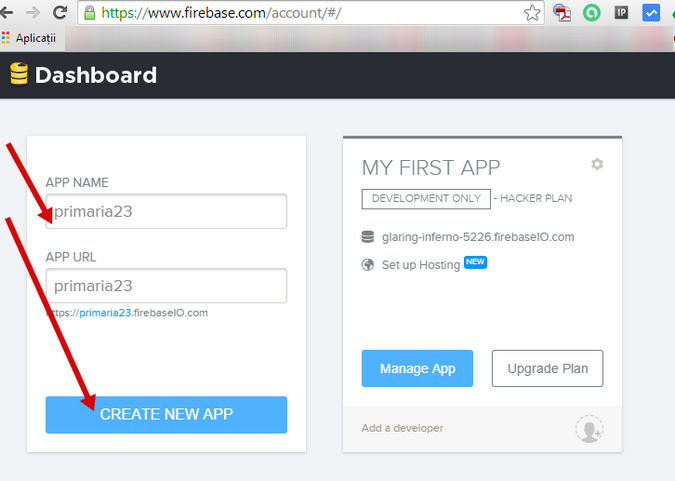 https://www.firebase.com/account/#/
IP
Aplicații
Dashboard
APP NAME
primaria23
APP URL
primaria23
https://primaria23.firebaseIO.com
CREATE NEW APP
MY FIRST APP
DEVELOPMENT ONLY - HACKER PLAN
glaring-inferno-5226.firebaseIO.com
Set up Hosting NEW
Manage App
Upgrade Plan
Add a developer